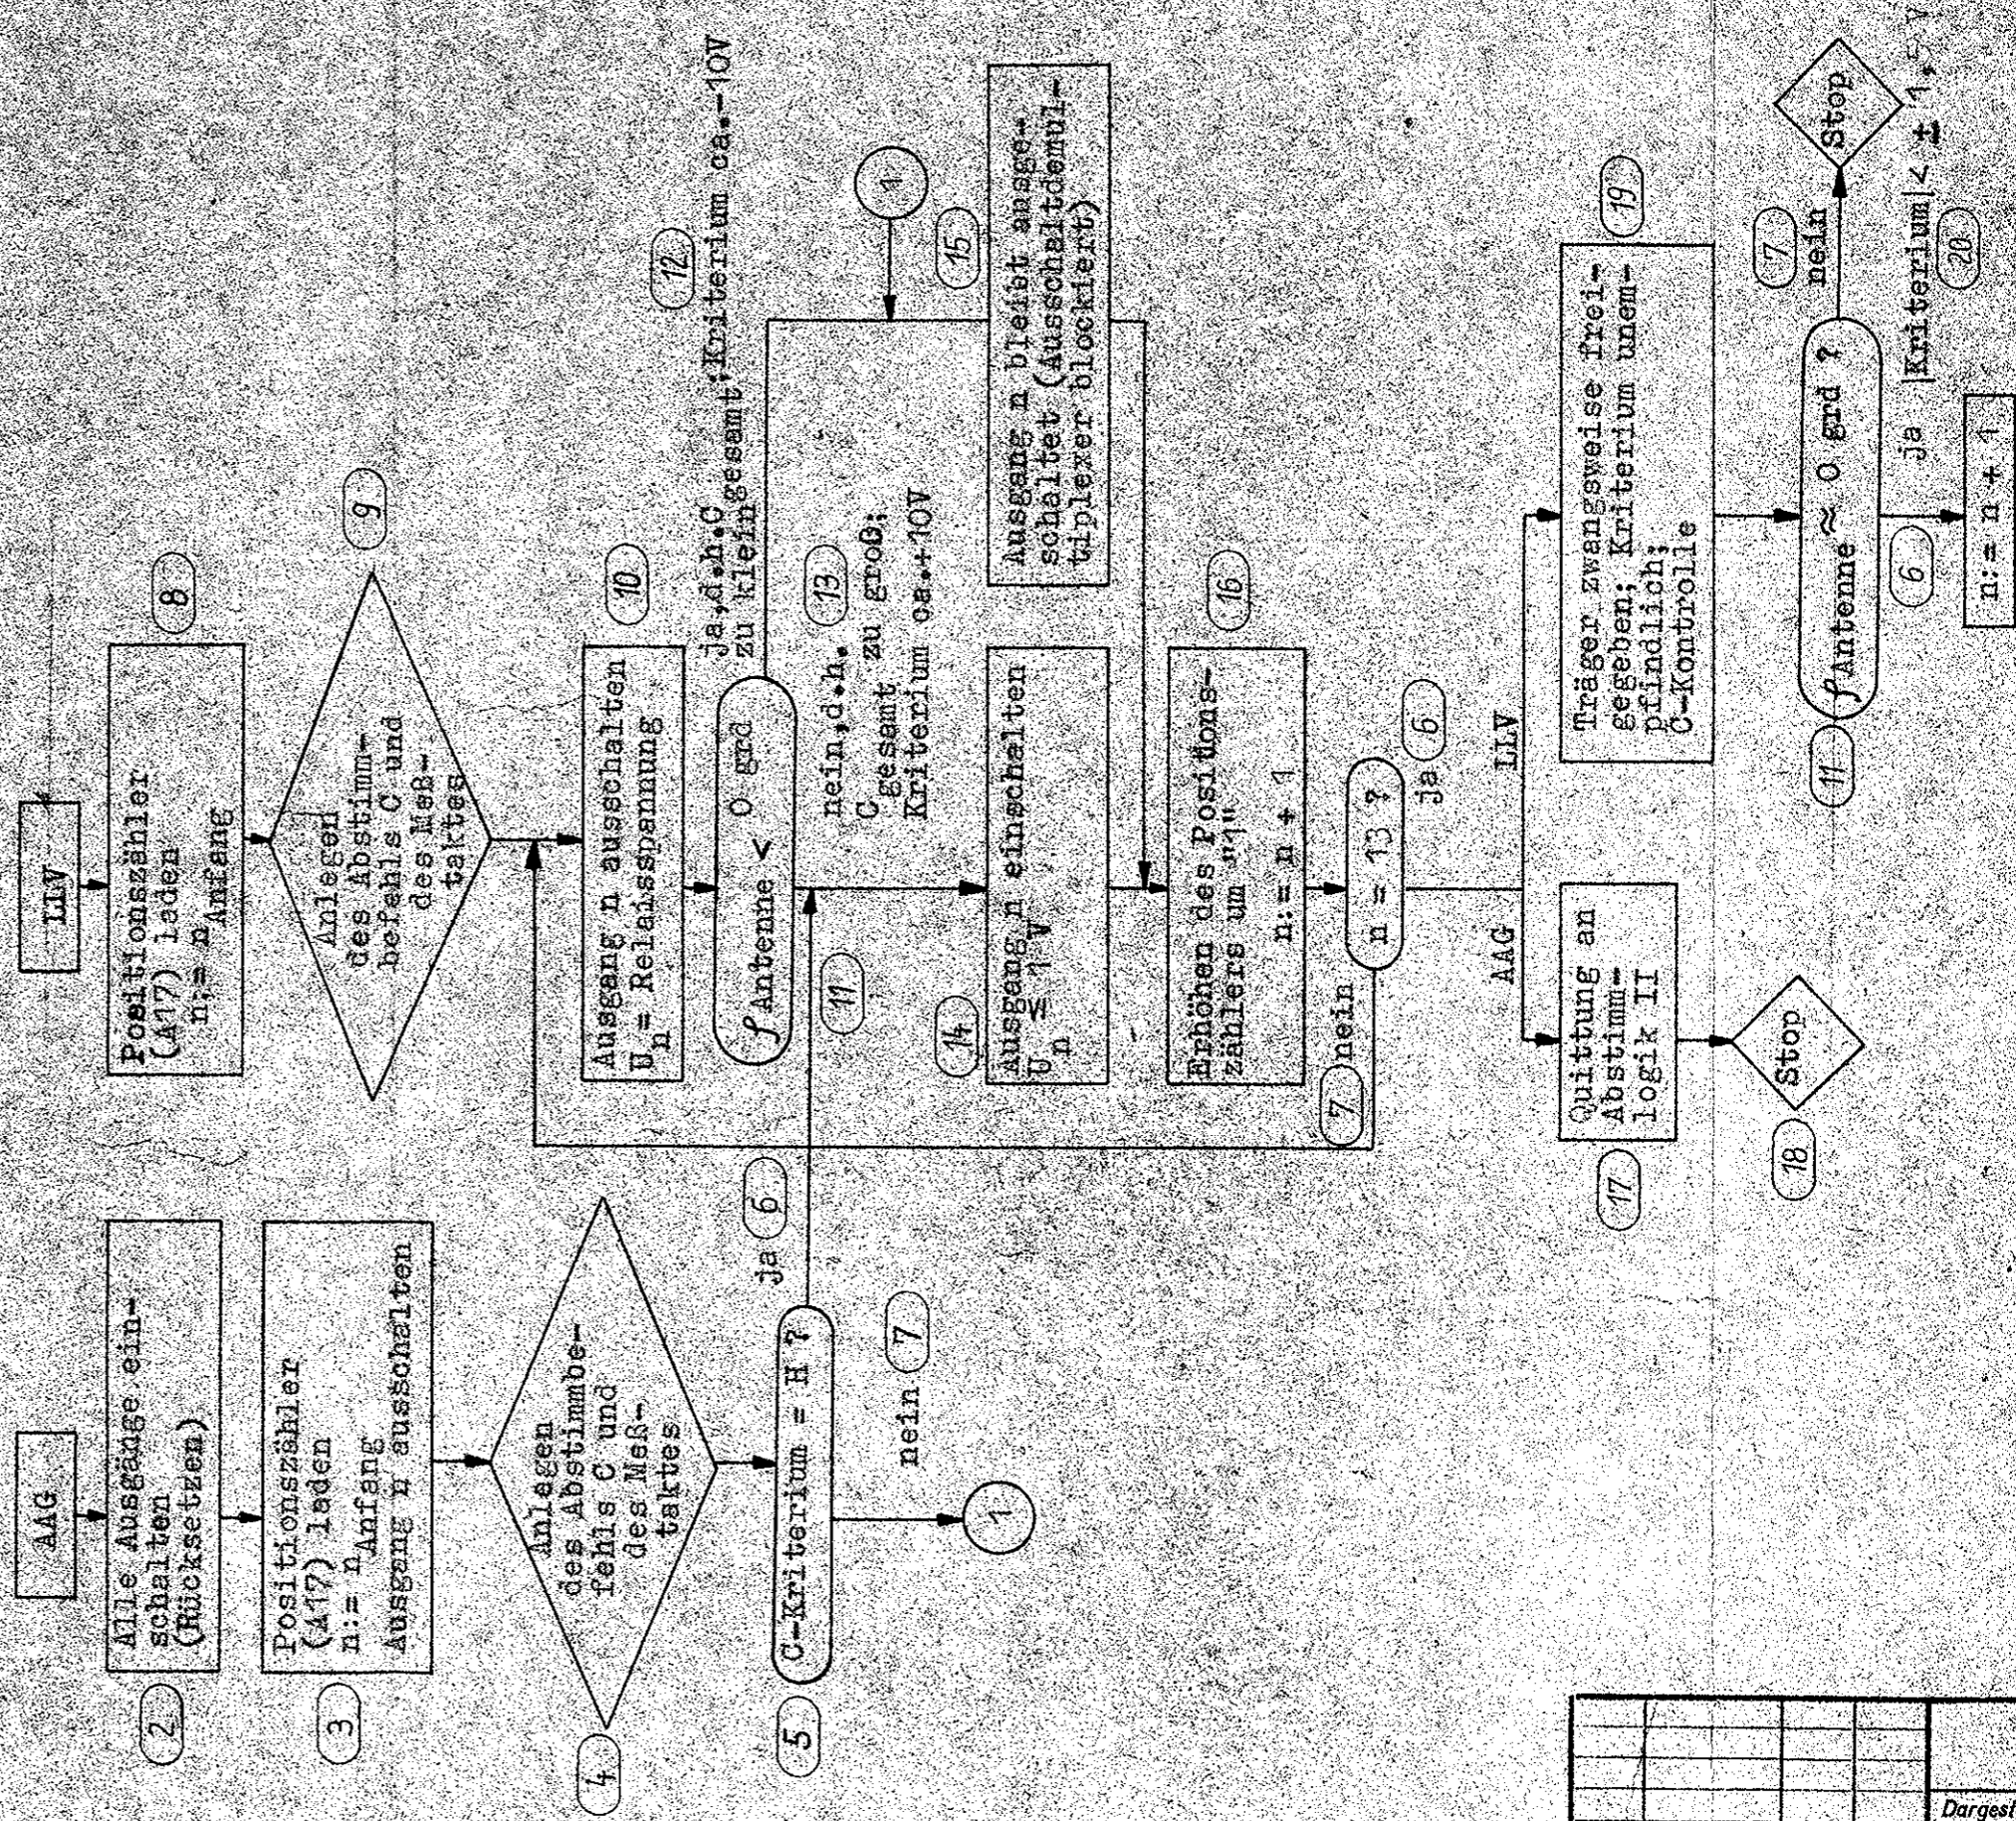 AAG
2
Alle Ausgänge ein-
schalten
(Rücksetzen)
3
Positionszähler
(A17) laden
n:= n Anfang
Ausgang n ausschalten
4
Anlegen
des Abstimmbe-
fehls C und
des Meß-
taktes
5
C-Kriterium = H ?
ja 6
nein 7
1
LLV
8
Positionszähler
(A17) laden
n:= n Anfang
9
Anlegen
des Abstimm-
befehls C und
des Meß-
taktes
10
Ausgang n ausschalten
Un = Relaisspannung
11
φ Antenne < 0 grd
12
ja,d.h.C
zu klein gesamt;Kriterium ca.-10V
13
nein,d.h.
C gesamt zu groß;
Kriterium ca.+10V
1
14
Ausgang n einschalten
Un ≤ 1 V
15
Ausgang n bleibt ausge-
schaltet (Ausschaltdemul-
tiplexer blockiert)
16
Erhöhen des Positions-
zählers um "1"
n:= n + 1
n = 13 ?
7 nein
ja 6
AAG
LLV
17
Quittung an
Abstimm-
logik II
18
Stop
19
Träger zwangsweise frei-
gegeben; Kriterium unem-
pfindlich;
C-Kontrolle
11
φ Antenne ≈ 0 grd ?
7
nein
Stop
6
ja |Kriterium|< ± 1,5 V
20
n:= n + 1
Dargest